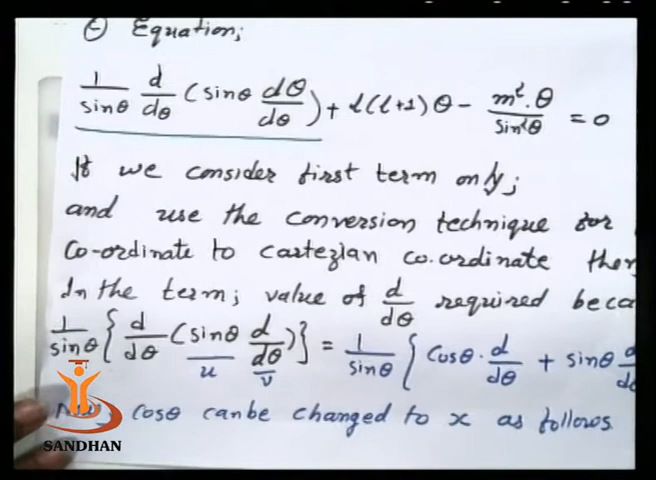 Θ Equation;
1/sinθ d/dθ (sinθ dΘ/dθ) + l(l+1)Θ - m². Θ/sin²θ = 0
If we consider first term only;
and use the conversion technique for
Co-ordinate to cartezian co.ordinate then
In the term; value of d/dθ required beca
1/sinθ { d/dθ (sinθ d/dθ)} = 1/sinθ { cosθ · d/dθ + sinθ
u v
cosθ canbe changed to x as follows
SANDHAN